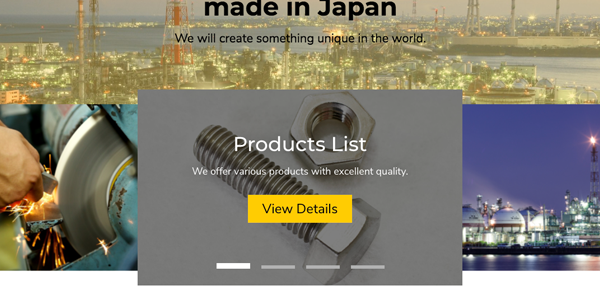 made in Japan
We will create something unique in the world.
Products List
We offer various products with excellent quality.
View Details